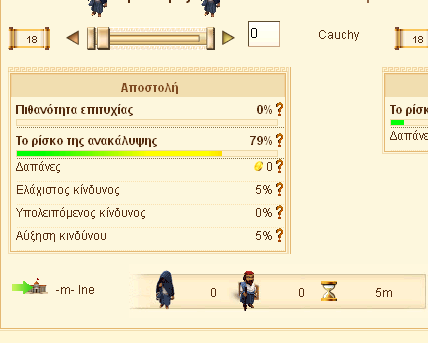 18 0 Cauchy 18
Αποστολή
Πιθανότητα επιτυχίας 0% ?
Το ρίσκο της ανακάλυψης 79% ?
Το ρίσκ
Δαπάνες 0 ?
Δαπάνε
Ελάχιστος κίνδυνος 5% ?
Υπολειπόμενος κίνδυνος 0% ?
Αύξηση κινδύνου 5% ?
-m- Ine 0 0 5m